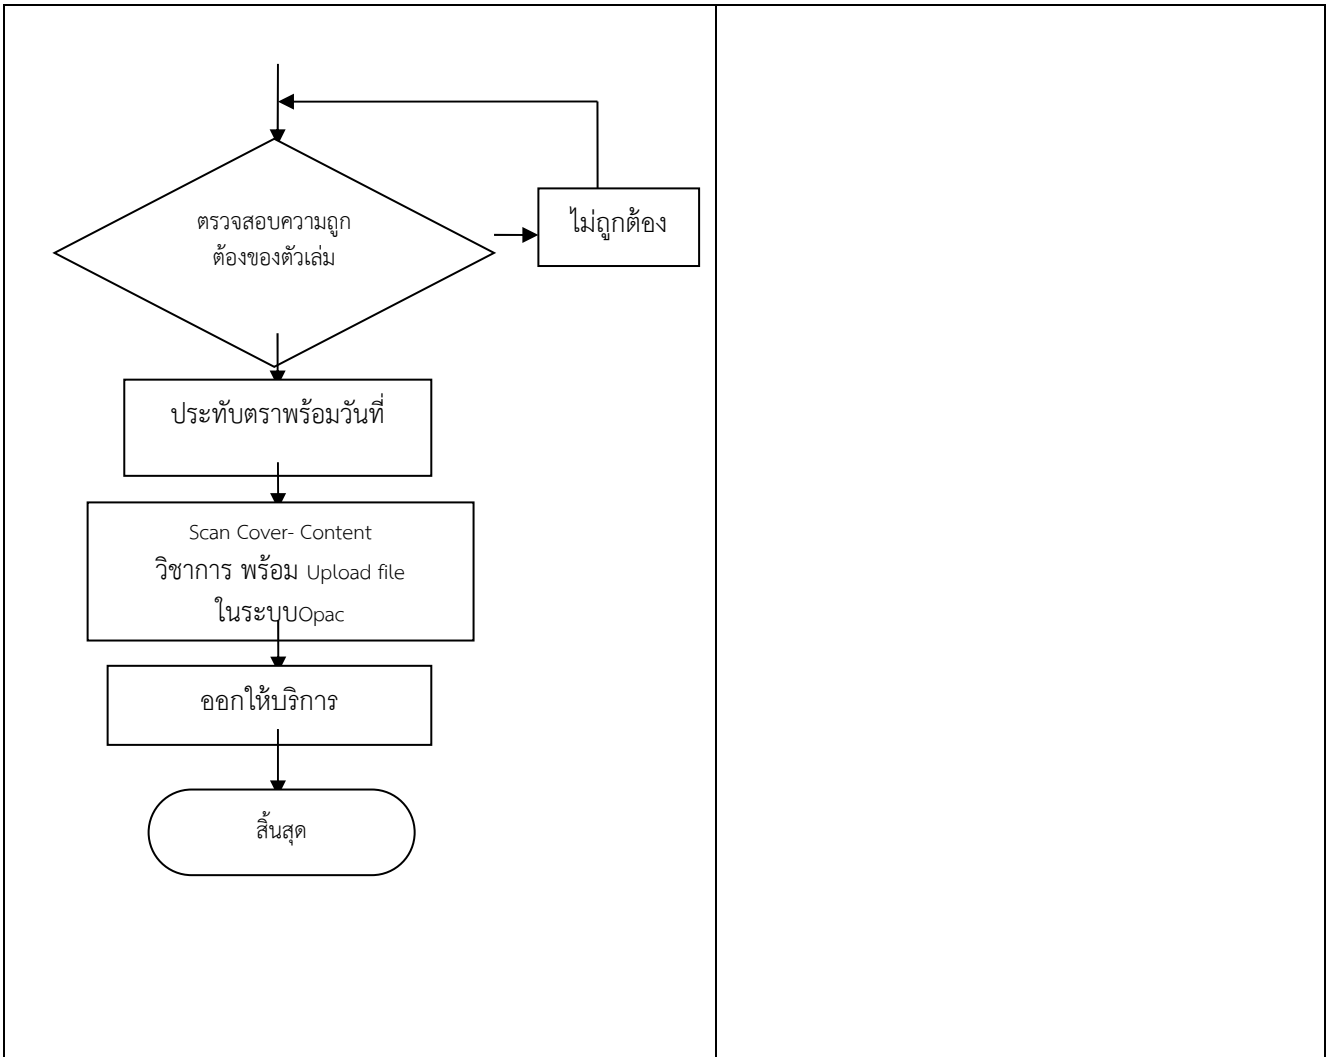 ตรวจสอบความถูก
ต้องของตัวเล่ม
ไม่ถูกต้อง
ประทับตราพร้อมวันที่
Scan Cover- Content
วิชาการ พร้อม Upload file
ในระบบOpac
ออกให้บริการ
สิ้นสุด